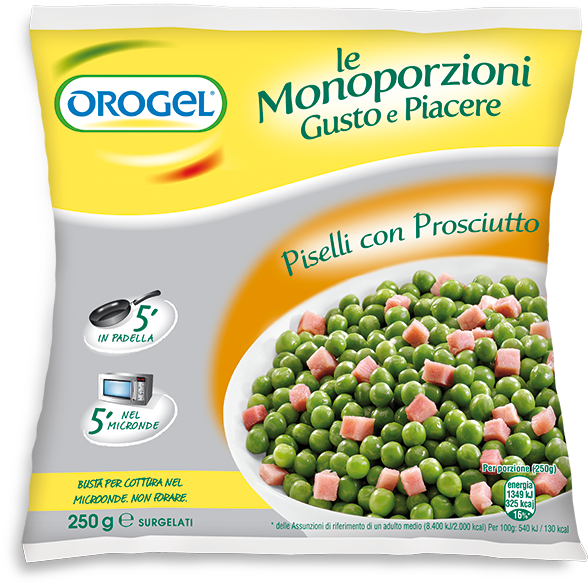 OROGEL®
le
Monoporzioni
Gusto e Piacere
Piselli con Prosciutto
5'
IN PADELLA
5' NEL
MICRONDE
BUSTA PER COTTURA NEL
MICROONDE. NON FORARE.
250 g ℮ SURGELATI
Per porzione (250g)
energia
1349 kJ
325 kcal
16%*
* delle Assunzioni di riferimento di un adulto medio (8.400 kJ/2.000 kcal) Per 100g: 540 kJ / 130 kcal